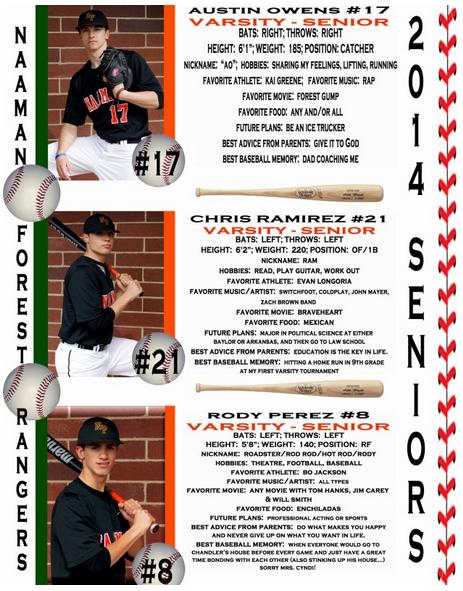 NAAMAN FOREST RANGERS
2014 SENIORS
AUSTIN OWENS #17
VARSITY - SENIOR
BATS: RIGHT; THROWS: RIGHT
HEIGHT: 6'1"; WEIGHT: 185; POSITION: CATCHER
NICKNAME: "AO"; HOBBIES: SHARING MY FEELINGS, LIFTING, RUNNING
FAVORITE ATHLETE: KAI GREENE; FAVORITE MUSIC: RAP
FAVORITE MOVIE: FOREST GUMP
FAVORITE FOOD: ANY AND/OR ALL
FUTURE PLANS: BE AN ICE TRUCKER
BEST ADVICE FROM PARENTS: GIVE IT TO GOD
BEST BASEBALL MEMORY: DAD COACHING ME
17
#17
CHRIS RAMIREZ #21
VARSITY - SENIOR
BATS: LEFT; THROWS: LEFT
HEIGHT: 6'2"; WEIGHT: 220; POSITION: OF/1B
NICKNAME: RAM
HOBBIES: READ, PLAY GUITAR, WORK OUT
FAVORITE ATHLETE: EVAN LONGORIA
FAVORITE MUSIC/ARTIST: SWITCHFOOT, COLDPLAY, JOHN MAYER,
ZACH BROWN BAND
FAVORITE MOVIE: BRAVEHEART
FAVORITE FOOD: MEXICAN
FUTURE PLANS: MAJOR IN POLITICAL SCIENCE AT EITHER
BAYLOR OR ARKANSAS, AND THEN GO TO LAW SCHOOL
BEST ADVICE FROM PARENTS: EDUCATION IS THE KEY IN LIFE.
BEST BASEBALL MEMORY: HITTING A HOME RUN IN 9TH GRADE
AT MY FIRST VARSITY TOURNAMENT
#21
RODY PEREZ #8
VARSITY - SENIOR
BATS: LEFT; THROWS: LEFT
HEIGHT: 5'8"; WEIGHT: 140; POSITION: RF
NICKNAME: ROADSTER/ROD ROD/HOT ROD/RODY
HOBBIES: THEATRE, FOOTBALL, BASEBALL
FAVORITE ATHLETE: BO JACKSON
FAVORITE MUSIC/ARTIST: ALL TYPES
FAVORITE MOVIE: ANY MOVIE WITH TOM HANKS, JIM CAREY
& WILL SMITH
FAVORITE FOOD: ENCHILADAS
FUTURE PLANS: PROFESSIONAL ACTING OR SPORTS
BEST ADVICE FROM PARENTS: DO WHAT MAKES YOU HAPPY
AND NEVER GIVE UP ON WHAT YOU WANT IN LIFE.
BEST BASEBALL MEMORY: WHEN EVERYONE WOULD GO TO
CHANDLER'S HOUSE BEFORE EVERY GAME AND JUST HAVE A GREAT
TIME BONDING WITH EACH OTHER (ALSO STINKING UP HIS HOUSE...)
SORRY MRS. CYNDI!
#8